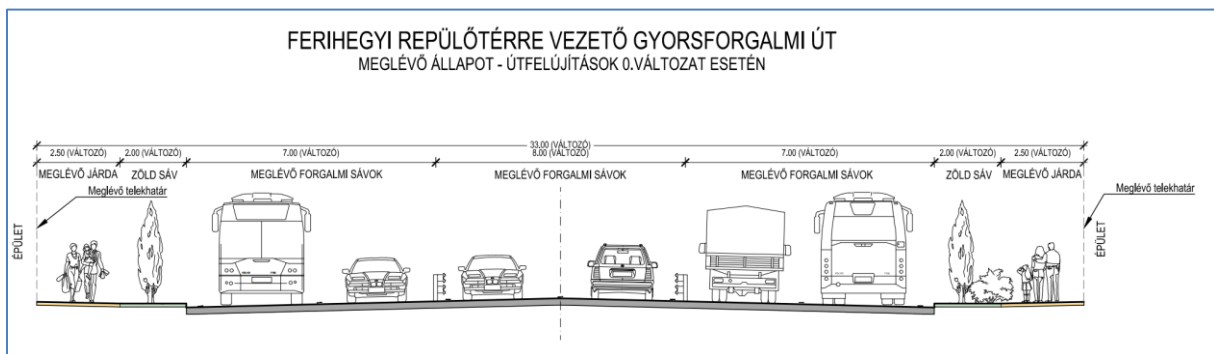 FERIHEGYI REPÜLŐTÉRRE VEZETŐ GYORSFORGALMI ÚT
MEGLÉVŐ ÁLLAPOT - ÚTFELÚJÍTÁSOK 0.VÁLTOZAT ESETÉN
33.00 (VÁLTOZÓ)
2.50 (VÁLTOZÓ) 2.00 (VÁLTOZÓ) 7.00 (VÁLTOZÓ) 8.00 (VÁLTOZÓ) 7.00 (VÁLTOZÓ) 2.00 (VÁLTOZÓ) 2.50 (VÁLTOZÓ)
MEGLÉVŐ JÁRDA ZÖLD SÁV MEGLÉVŐ FORGALMI SÁVOK MEGLÉVŐ FORGALMI SÁVOK MEGLÉVŐ FORGALMI SÁVOK ZÖLD SÁV MEGLÉVŐ JÁRDA
Meglévő telekhatár
Meglévő telekhatár
ÉPÜLET
ÉPÜLET